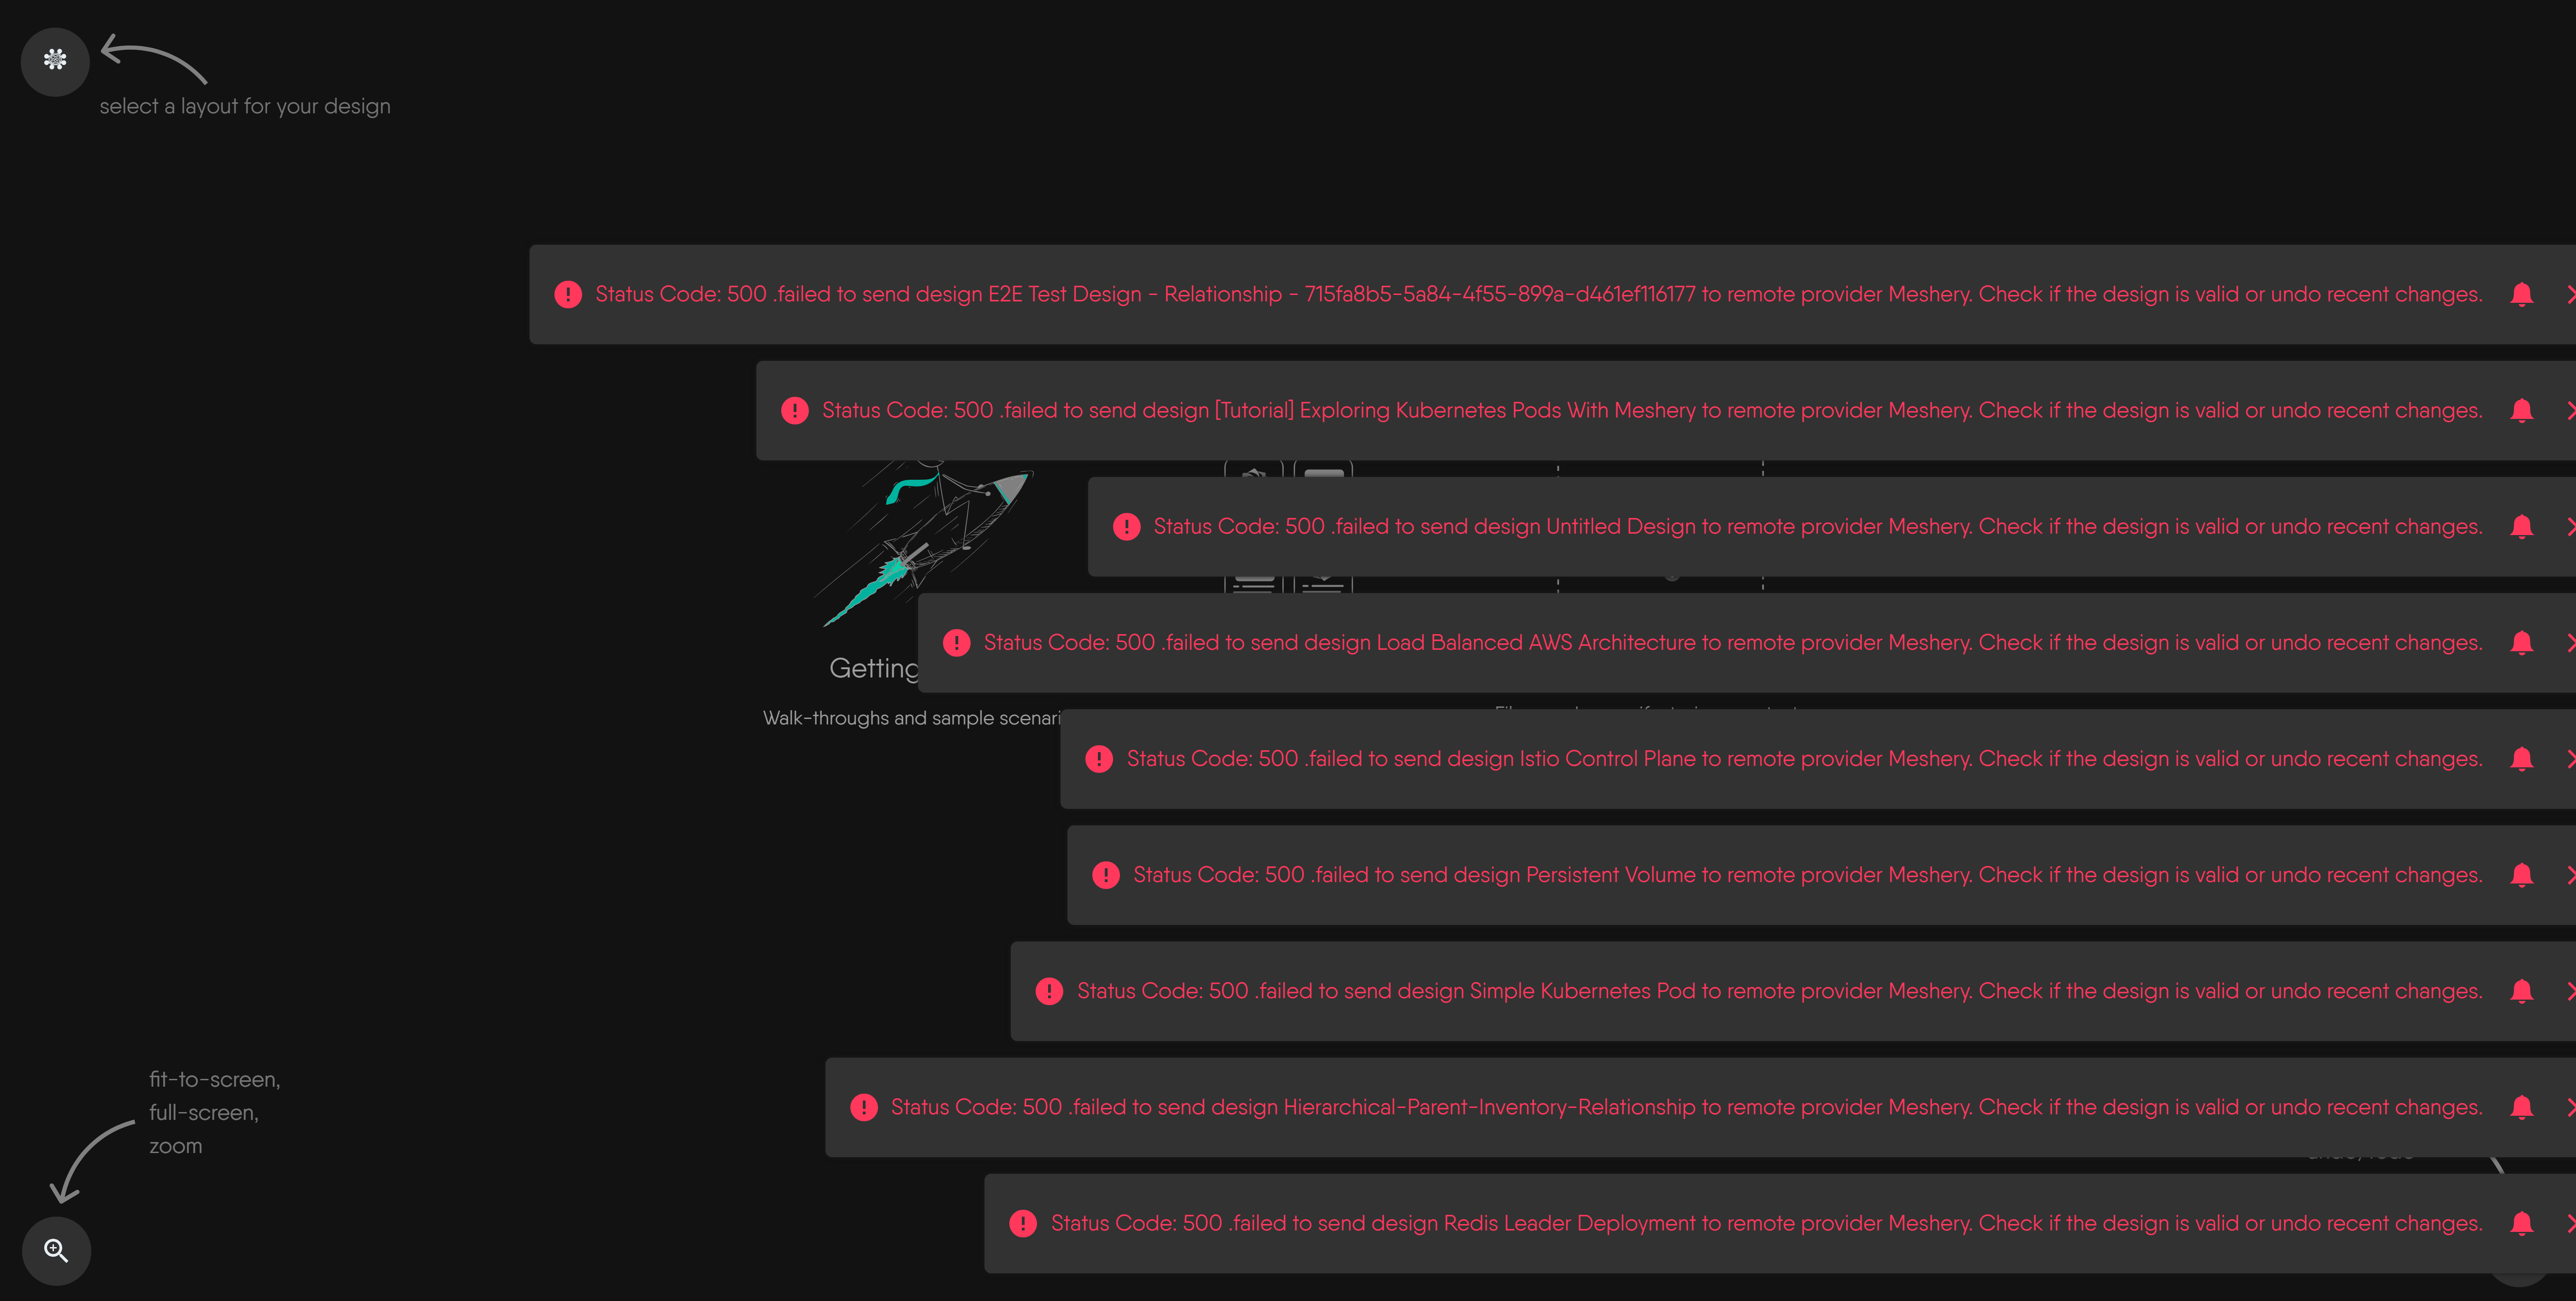 select a layout for your design
Status Code: 500 .failed to send design E2E Test Design - Relationship - 715fa8b5-5a84-4f55-899a-d461ef116177 to remote provider Meshery. Check if the design is valid or undo recent changes.
Status Code: 500 .failed to send design [Tutorial] Exploring Kubernetes Pods With Meshery to remote provider Meshery. Check if the design is valid or undo recent changes.
Status Code: 500 .failed to send design Untitled Design to remote provider Meshery. Check if the design is valid or undo recent changes.
Status Code: 500 .failed to send design Load Balanced AWS Architecture to remote provider Meshery. Check if the design is valid or undo recent changes.
Getting
Walk-throughs and sample
Status Code: 500 .failed to send design Istio Control Plane to remote provider Meshery. Check if the design is valid or undo recent changes.
Status Code: 500 .failed to send design Persistent Volume to remote provider Meshery. Check if the design is valid or undo recent changes.
Status Code: 500 .failed to send design Simple Kubernetes Pod to remote provider Meshery. Check if the design is valid or undo recent changes.
Status Code: 500 .failed to send design Hierarchical-Parent-Inventory-Relationship to remote provider Meshery. Check if the design is valid or undo recent changes.
Status Code: 500 .failed to send design Redis Leader Deployment to remote provider Meshery. Check if the design is valid or undo recent changes.
fit-to-screen,
full-screen,
zoom